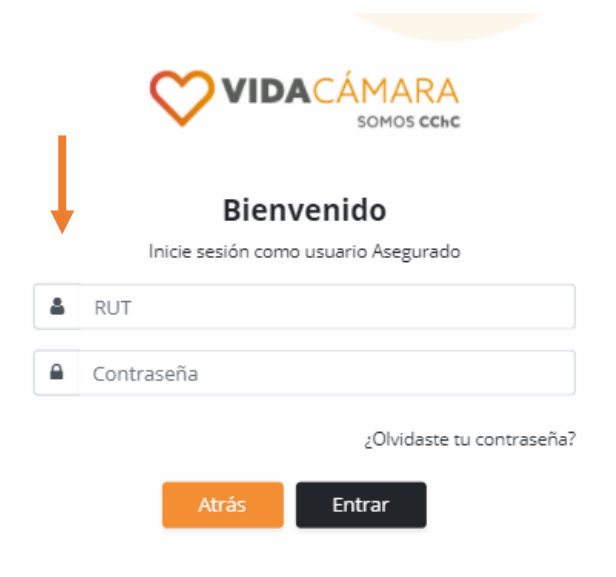 VIDACÁMARA
SOMOS CChC
Bienvenido
Inicie sesión como usuario Asegurado
RUT
Contraseña
¿Olvidaste tu contraseña?
Atrás Entrar